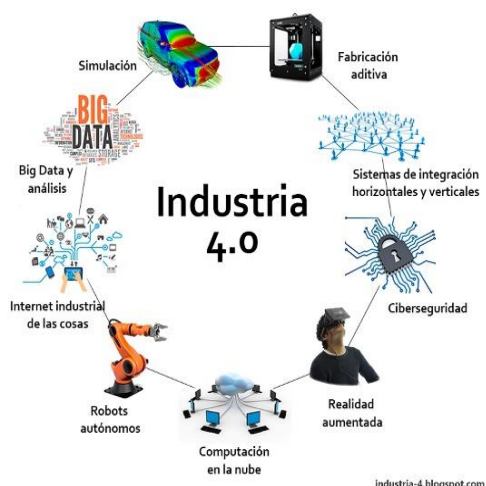 Simulación
Fabricación
aditiva
BIG
DATA
Big Data y
análisis
Sistemas de integración
horizontales y verticales
Industria
4.0
Internet industrial
de las cosas
Ciberseguridad
Robots
autónomos
Realidad
aumentada
Computación
en la nube
industria-4.blogspot.com